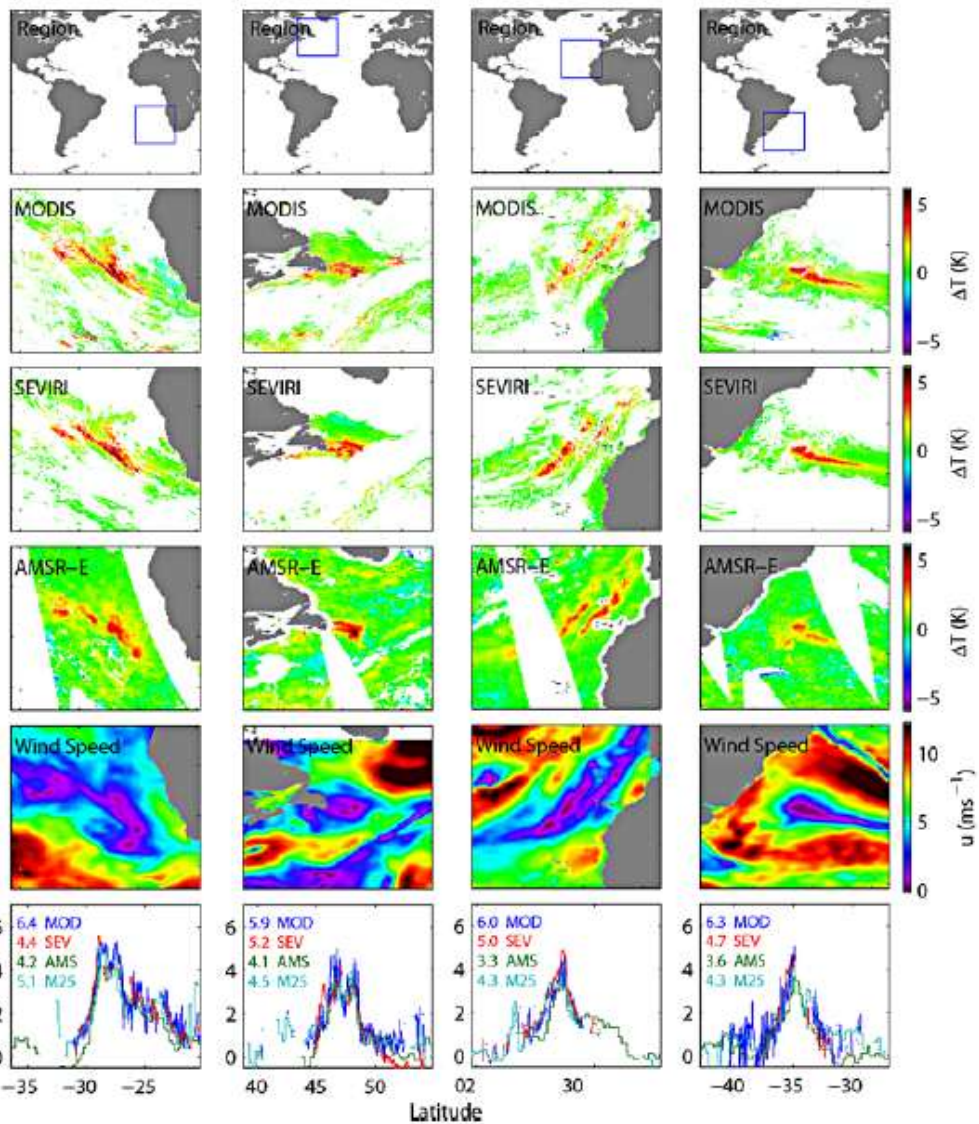 Region Region Region Region
MODIS MODIS MODIS MODIS
5
0
−5
ΔT (K)
SEVIRI SEVIRI SEVIRI SEVIRI
5
0
−5
ΔT (K)
AMSR−E AMSR−E AMSR−E AMSR−E
5
0
−5
ΔT (K)
Wind Speed Wind Speed Wind Speed Wind Speed
10
5
0
u (ms⁻¹)
6 6 6
4 4 4
2 2 2
0 0 0
6.4 MOD 5.9 MOD 6.0 MOD 6.3 MOD
4.4 SEV 5.2 SEV 5.0 SEV 4.7 SEV
4.2 AMS 4.1 AMS 3.3 AMS 3.6 AMS
5.1 M25 4.5 M25 4.3 M25 4.3 M25
−35 −30 −25 40 45 50 02 30 −40 −35 −30
Latitude